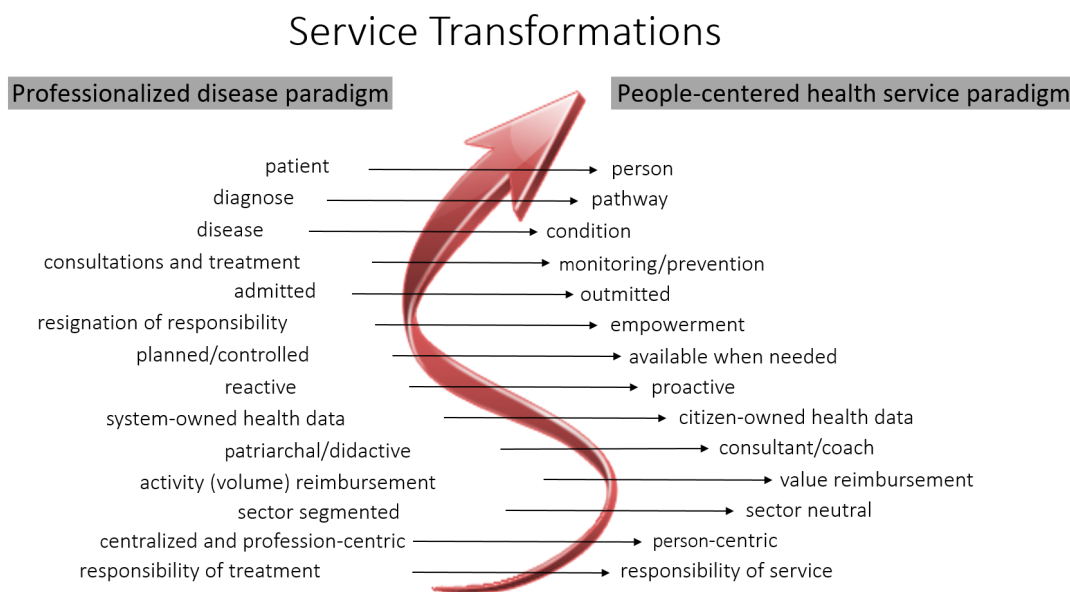 Service Transformations
Professionalized disease paradigm People-centered health service paradigm
patient person
diagnose pathway
disease condition
consultations and treatment monitoring/prevention
admitted outmitted
resignation of responsibility empowerment
planned/controlled available when needed
reactive proactive
system-owned health data citizen-owned health data
patriarchal/didactive consultant/coach
activity (volume) reimbursement value reimbursement
sector segmented sector neutral
centralized and profession-centric person-centric
responsibility of treatment responsibility of service